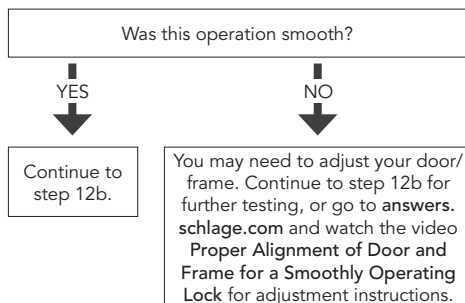 Was this operation smooth?
YES
NO
Continue to
step 12b.
You may need to adjust your door/
frame. Continue to step 12b for
further testing, or go to answers.
schlage.com and watch the video
Proper Alignment of Door and
Frame for a Smoothly Operating
Lock for adjustment instructions.